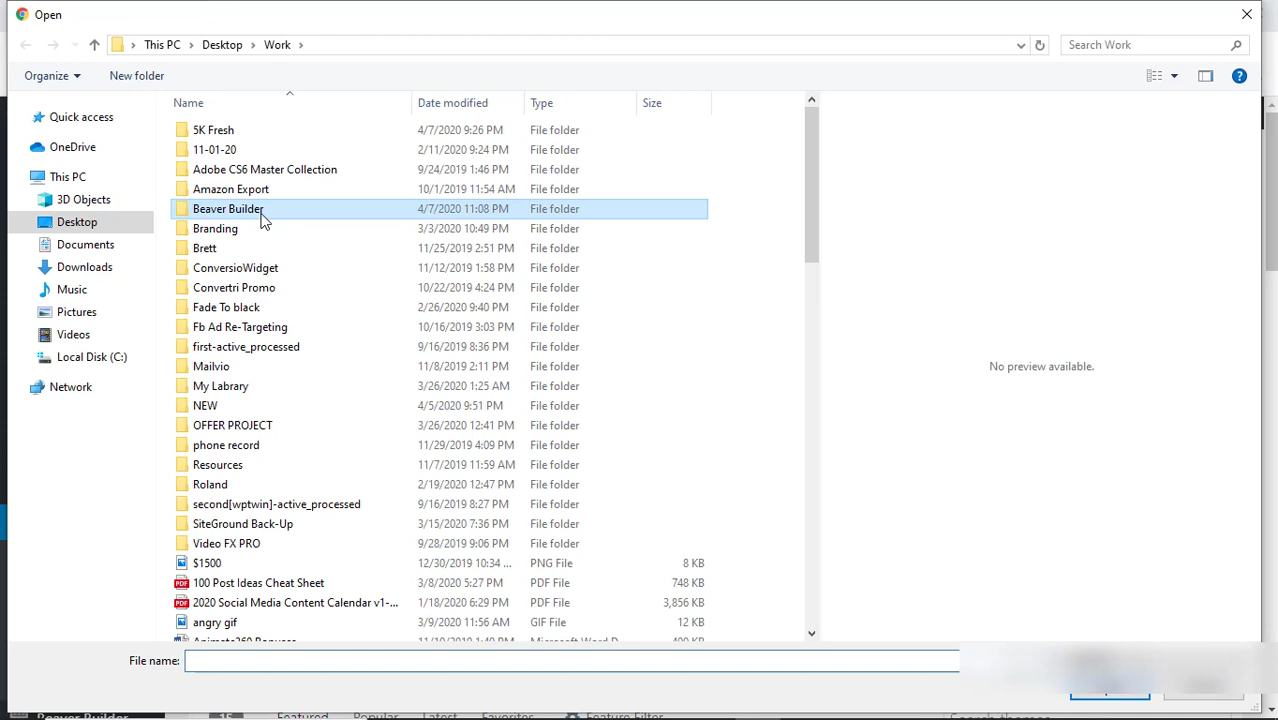 Open
This PC > Desktop > Work >
Search Work
Organize
New folder
Name Date modified Type Size
Quick access
OneDrive
This PC
3D Objects
Desktop
Documents
Downloads
Music
Pictures
Videos
Local Disk (C:)
Network
5K Fresh 4/7/2020 9:26 PM File folder
11-01-20 2/11/2020 9:24 PM File folder
Adobe CS6 Master Collection 9/24/2019 1:46 PM File folder
Amazon Export 10/1/2019 11:54 AM File folder
Beaver Builder 4/7/2020 11:08 PM File folder
Branding 3/3/2020 10:49 PM File folder
Brett 11/25/2019 2:51 PM File folder
ConversioWidget 11/12/2019 1:58 PM File folder
Convertri Promo 10/22/2019 4:24 PM File folder
Fade To black 2/26/2020 9:40 PM File folder
Fb Ad Re-Targeting 10/16/2019 3:03 PM File folder
first-active_processed 9/16/2019 8:36 PM File folder
Mailvio 11/8/2019 2:11 PM File folder
My Labrary 3/26/2020 1:25 AM File folder
NEW 4/5/2020 9:51 PM File folder
OFFER PROJECT 3/26/2020 12:41 PM File folder
phone record 11/29/2019 4:09 PM File folder
Resources 11/7/2019 11:59 AM File folder
Roland 2/19/2020 12:47 PM File folder
second[wptwin]-active_processed 9/16/2019 8:27 PM File folder
SiteGround Back-Up 3/15/2020 7:36 PM File folder
Video FX PRO 9/28/2019 9:06 PM File folder
$1500 12/30/2019 10:34 ... PNG File 8 KB
100 Post Ideas Cheat Sheet 3/8/2020 5:27 PM PDF File 748 KB
2020 Social Media Content Calendar v1-... 1/18/2020 6:29 PM PDF File 3,856 KB
angry gif 3/9/2020 11:56 AM GIF File 12 KB
No preview available.
File name:
Beaver Builder 15 Featured Popular Latest Favorites Feature Filter Search themes